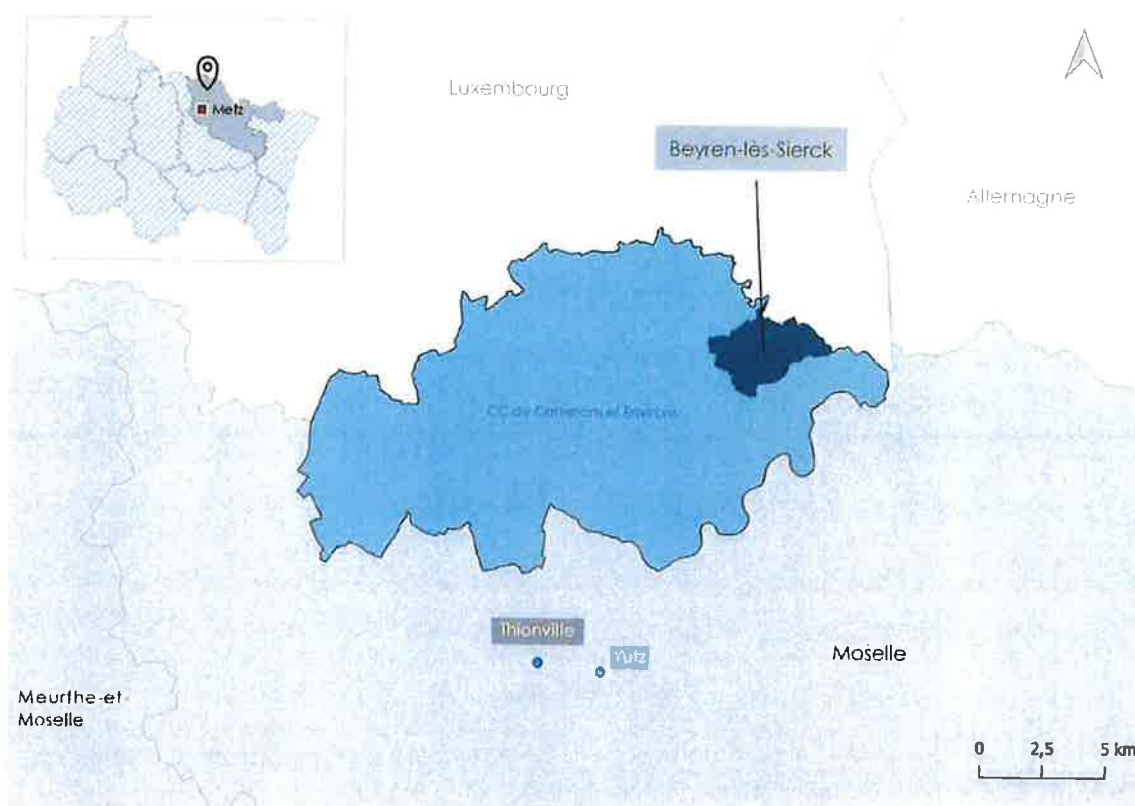 Metz
Luxembourg
Beyren-lès-Sierck
Allemagne
CC de Cattenom et Environs
Thionville
Yutz
Moselle
Meurthe-et-
Moselle
0 2,5 5 km